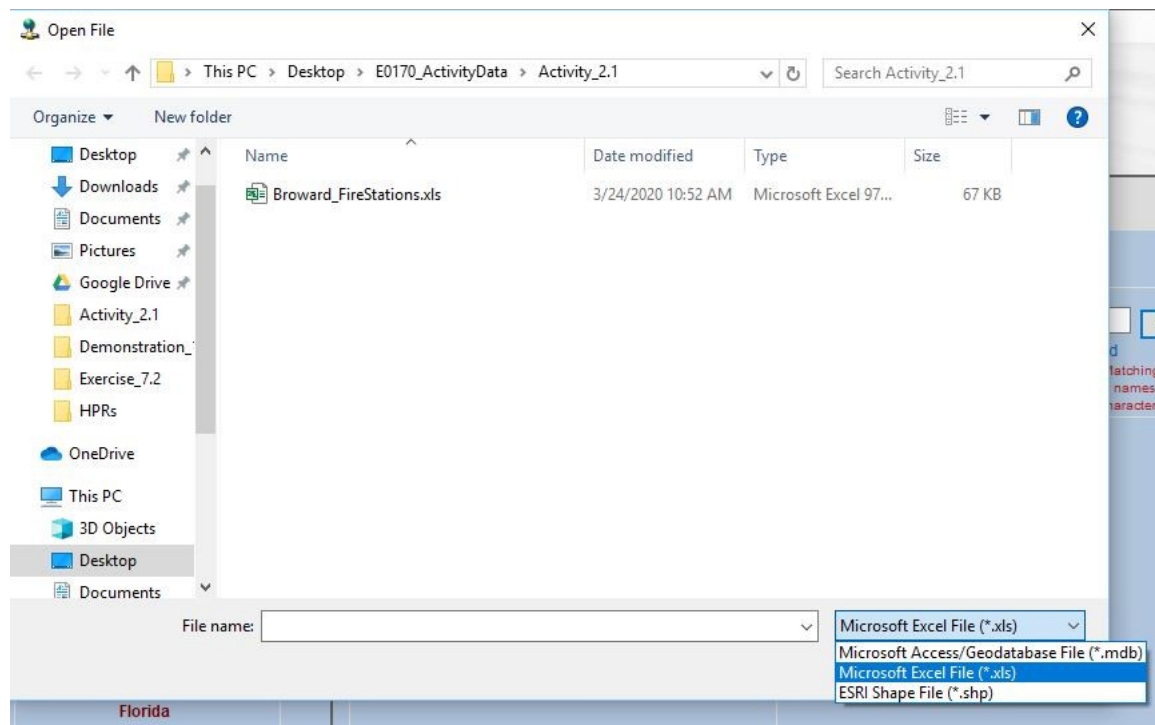 Open File
This PC > Desktop > E0170_ActivityData > Activity_2.1
Search Activity_2.1
Organize
New folder
Name
Date modified
Type
Size
Broward_FireStations.xls
3/24/2020 10:52 AM
Microsoft Excel 97...
67 KB
Desktop
Downloads
Documents
Pictures
Google Drive
Activity_2.1
Demonstration_
Exercise_7.2
HPRs
OneDrive
This PC
3D Objects
Desktop
Documents
File name:
Microsoft Excel File (*.xls)
Microsoft Access/Geodatabase File (*.mdb)
Microsoft Excel File (*.xls)
ESRI Shape File (*.shp)
names
Florida